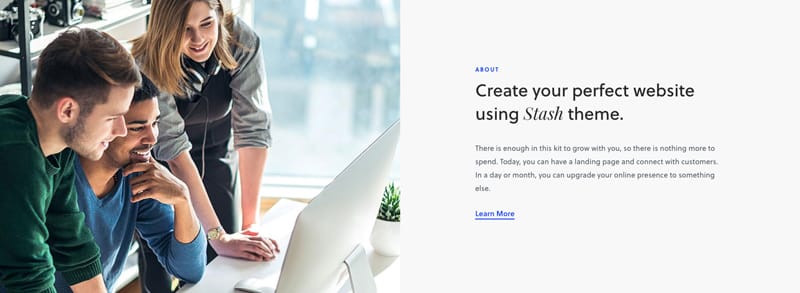 ABOUT
Create your perfect website
using Stash theme.
There is enough in this kit to grow with you, so there is nothing more to
spend. Today, you can have a landing page and connect with customers.
In a day or month, you can upgrade your online presence to something
else.
Learn More